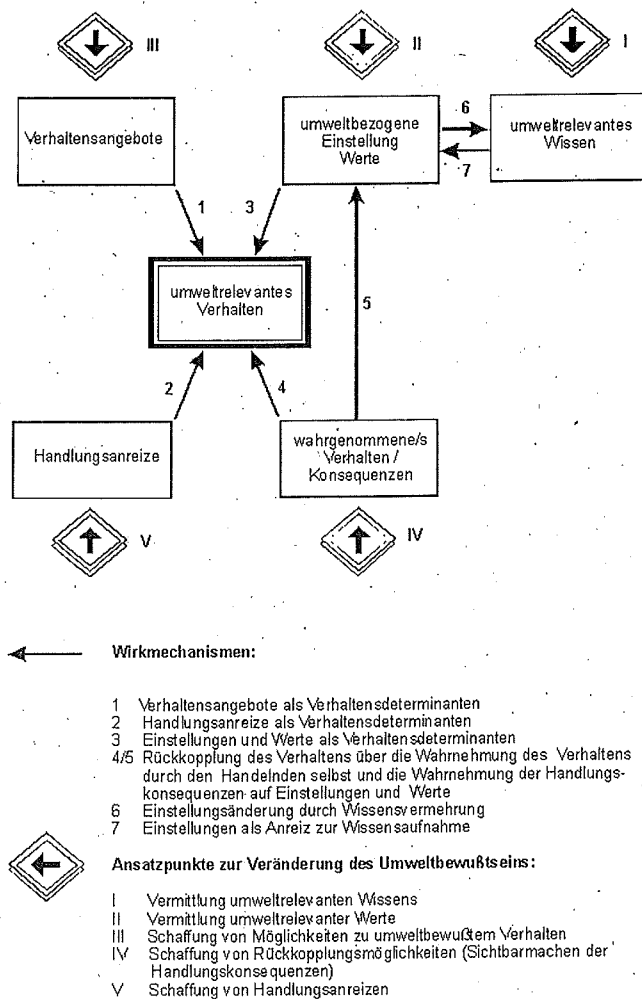 III
II
I
Verhaltensangebote
umweltbezogene
Einstellung
Werte
6
7
umweltrelevantes
Wissen
1
3
umweltrelevantes
Verhalten
5
2
4
Handlungsanreize
wahrgenommene/s
Verhalten /
Konsequenzen
V
IV
Wirkmechanismen:
1 Verhaltensangebote als Verhaltensdeterminanten
2 Handlungsanreize als Verhaltensdeterminanten
3 Einstellungen und Werte als Verhaltensdeterminanten
4/5 Rückkopplung des Verhaltens über die Wahrnehmung des Verhaltens
durch den Handelnden selbst und die Wahrnehmung der Handlungs-
konsequenzen auf Einstellungen und Werte
6 Einstellungsänderung durch Wissensvermehrung
7 Einstellungen als Anreiz zur Wissensaufnahme
Ansatzpunkte zur Veränderung des Umweltbewußtseins:
I Vermittlung umweltrelevanten Wissens
II Vermittlung umweltrelevanter Werte
III Schaffung von Möglichkeiten zu umweltbewußtem Verhalten
IV Schaffung von Rückkopplungsmöglichkeiten (Sichtbarmachen der
Handlungskonsequenzen)
V Schaffung von Handlungsanreizen